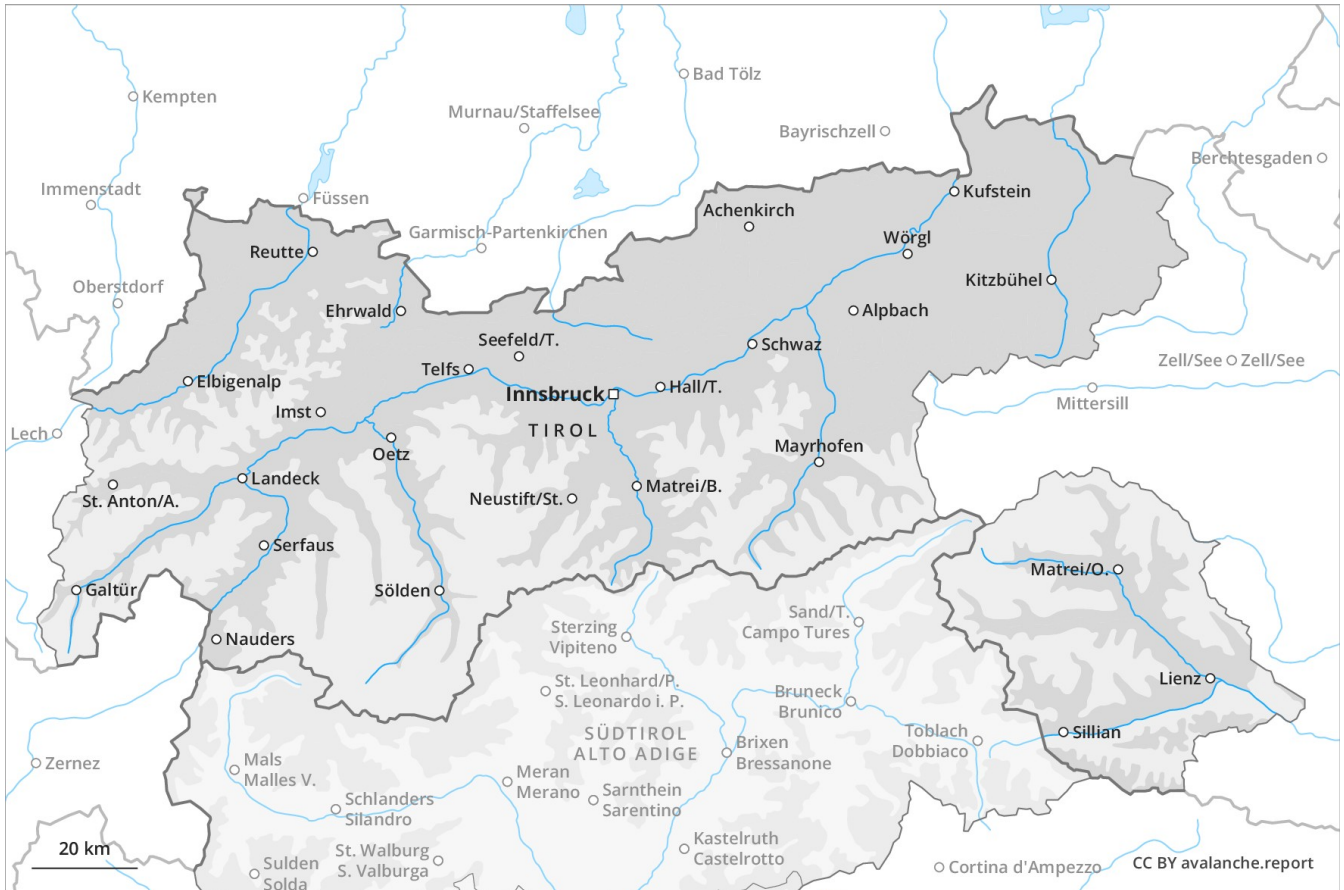 Bad Tölz
Kempten
Murnau/Staffelsee
Bayrischzell
Berchtesgaden
Immenstadt
Füssen
Kufstein
Achenkirch
Garmisch-Partenkirchen
Wörgl
Reutte
Kitzbühel
Oberstdorf
Ehrwald
Alpbach
Seefeld/T.
Schwaz
Zell/See
Zell/See
Telfs
Elbigenalp
Hall/T.
Innsbruck
Mittersill
Imst
TIROL
Lech
Mayrhofen
Oetz
Landeck
Matrei/B.
St. Anton/A.
Neustift/St.
Serfaus
Matrei/O.
Galtür
Sölden
Sand/T.
Campo Tures
Nauders
Sterzing
Vipiteno
Lienz
St. Leonhard/P.
S. Leonardo i. P.
Bruneck
Brunico
Sillian
Toblach
Dobbiaco
SÜDTIROL
ALTO ADIGE
Brixen
Bressanone
Zernez
Mals
Malles V.
Meran
Merano
Sarnthein
Sarentino
Schlanders
Silandro
20 km
Kastelruth
Castelrotto
St. Walburg
S. Valburga
Sulden
Solda
Cortina d'Ampezzo
CC BY avalanche.report